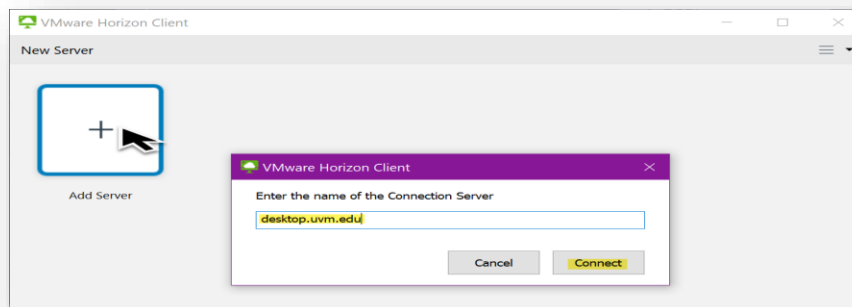 VMware Horizon Client
New Server
Add Server
VMware Horizon Client
Enter the name of the Connection Server
desktop.uvm.edu
Cancel Connect